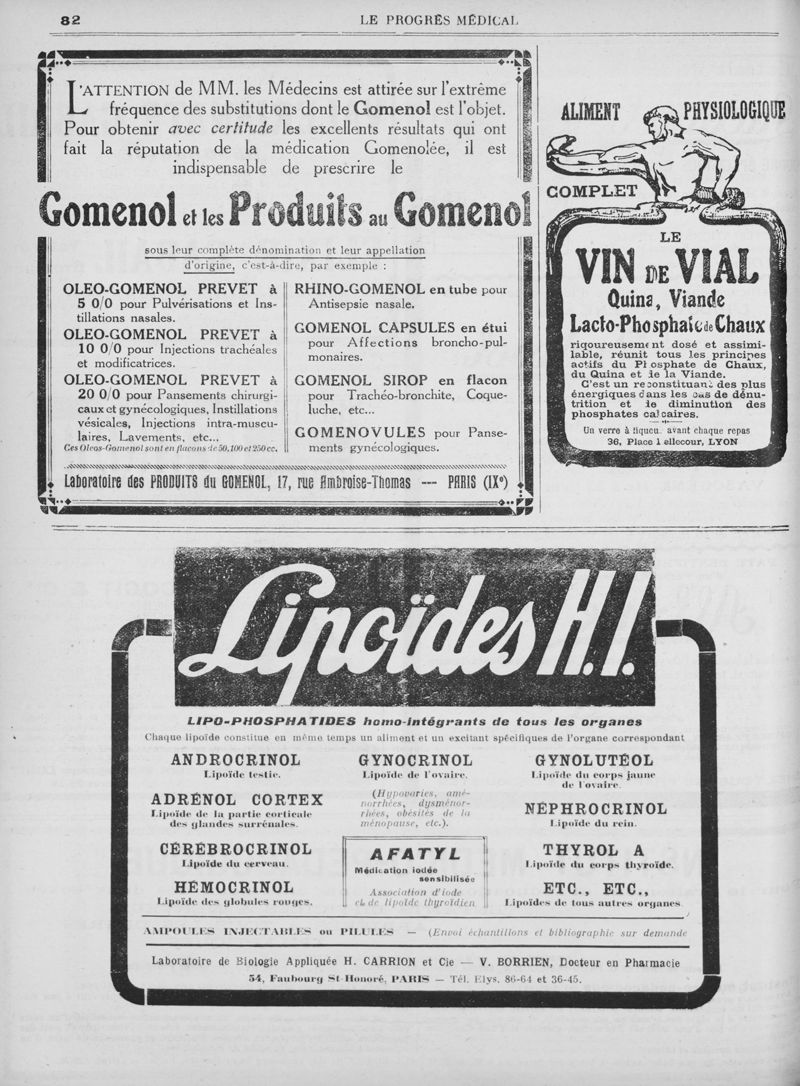 82
LE PROGRÈS MÉDICAL
L'ATTENTION de MM. les Médecins est attirée sur l'extrême
fréquence des substitutions dont le Gomenol est l'objet.
Pour obtenir avec certitude les excellents résultats qui ont
fait la réputation de la médication Gomenolée, il est
indispensable de prescrire le
Gomenol et les Produits au Gomenol
sous leur complète dénomination et leur appellation
d'origine, c'est-à-dire, par exemple :
OLEO-GOMENOL PREVET à
5 0/0 pour Pulvérisations et Ins-
tillations nasales.
OLEO-GOMENOL PREVET à
10 0/0 pour Injections trachéales
et modificatrices.
OLEO-GOMENOL PREVET à
20 0/0 pour Pansements chirurgi-
caux et gynécologiques, Instillations
vésicales, Injections intra-muscu-
laires, Lavements, etc...
Ces Oleos-Gomenol sont en flacons de 50, 100 et 250 cc.
RHINO-GOMENOL en tube pour
Antisepsie nasale.
GOMENOL CAPSULES en étui
pour Affections broncho-pul-
monaires.
GOMENOL SIROP en flacon
pour Trachéo-bronchite, Coque-
luche, etc...
GOMENOVULES pour Panse-
ments gynécologiques.
Laboratoire des PRODUITS du GOMENOL, 17, rue Ambroise-Thomas — PARIS (IXe)
ALIMENT PHYSIOLOGIQUE
COMPLET
LE
VIN DE VIAL
Quina, Viande
Lacto-Phosphate de Chaux
rigoureusement dosé et assimi-
lable, réunit tous les principes
actifs du Phosphate de Chaux,
du Quina et de la Viande.
C'est un reconstituant des plus
énergiques dans les cas de dénu-
trition et de diminution des
phosphates calcaires.
Un verre à liqueur avant chaque repas
36, Place Bellecour, LYON
Lipoïdes H.I.
LIPO-PHOSPHATIDES homo-intégrants de tous les organes
Chaque lipoïde constitue en même temps un aliment et un excitant spécifiques de l'organe correspondant
ANDROCRINOL
Lipoïde testic.
ADRÉNOL CORTEX
Lipoïde de la partie corticale
des glandes surrénales.
CÉRÉBROCRINOL
Lipoïde du cerveau.
HÉMOCRINOL
Lipoïde des globules rouges.
GYNOCRINOL
Lipoïde de l'ovaire.
(Hypovaries, amé-
norrhées, dysménor-
rhées, obésités de la
ménopause, etc.).
AFATYL
Médication iodée
sensibilisée
Association d'iode
et de lipoïde thyroïdien
GYNOLUTÉOL
Lipoïde du corps jaune
de l'ovaire.
NÉPHROCRINOL
Lipoïde du rein.
THYROL A
Lipoïde du corps thyroïde.
ETC., ETC.,
Lipoïdes de tous autres organes
AMPOULES INJECTABLES ou PILULES — (Envoi échantillons et bibliographie sur demande
Laboratoire de Biologie Appliquée H. CARRION et Cie — V. BORRIEN, Docteur en Pharmacie
54, Faubourg St Honoré, PARIS — Tél. Elys. 86-64 et 36-45.